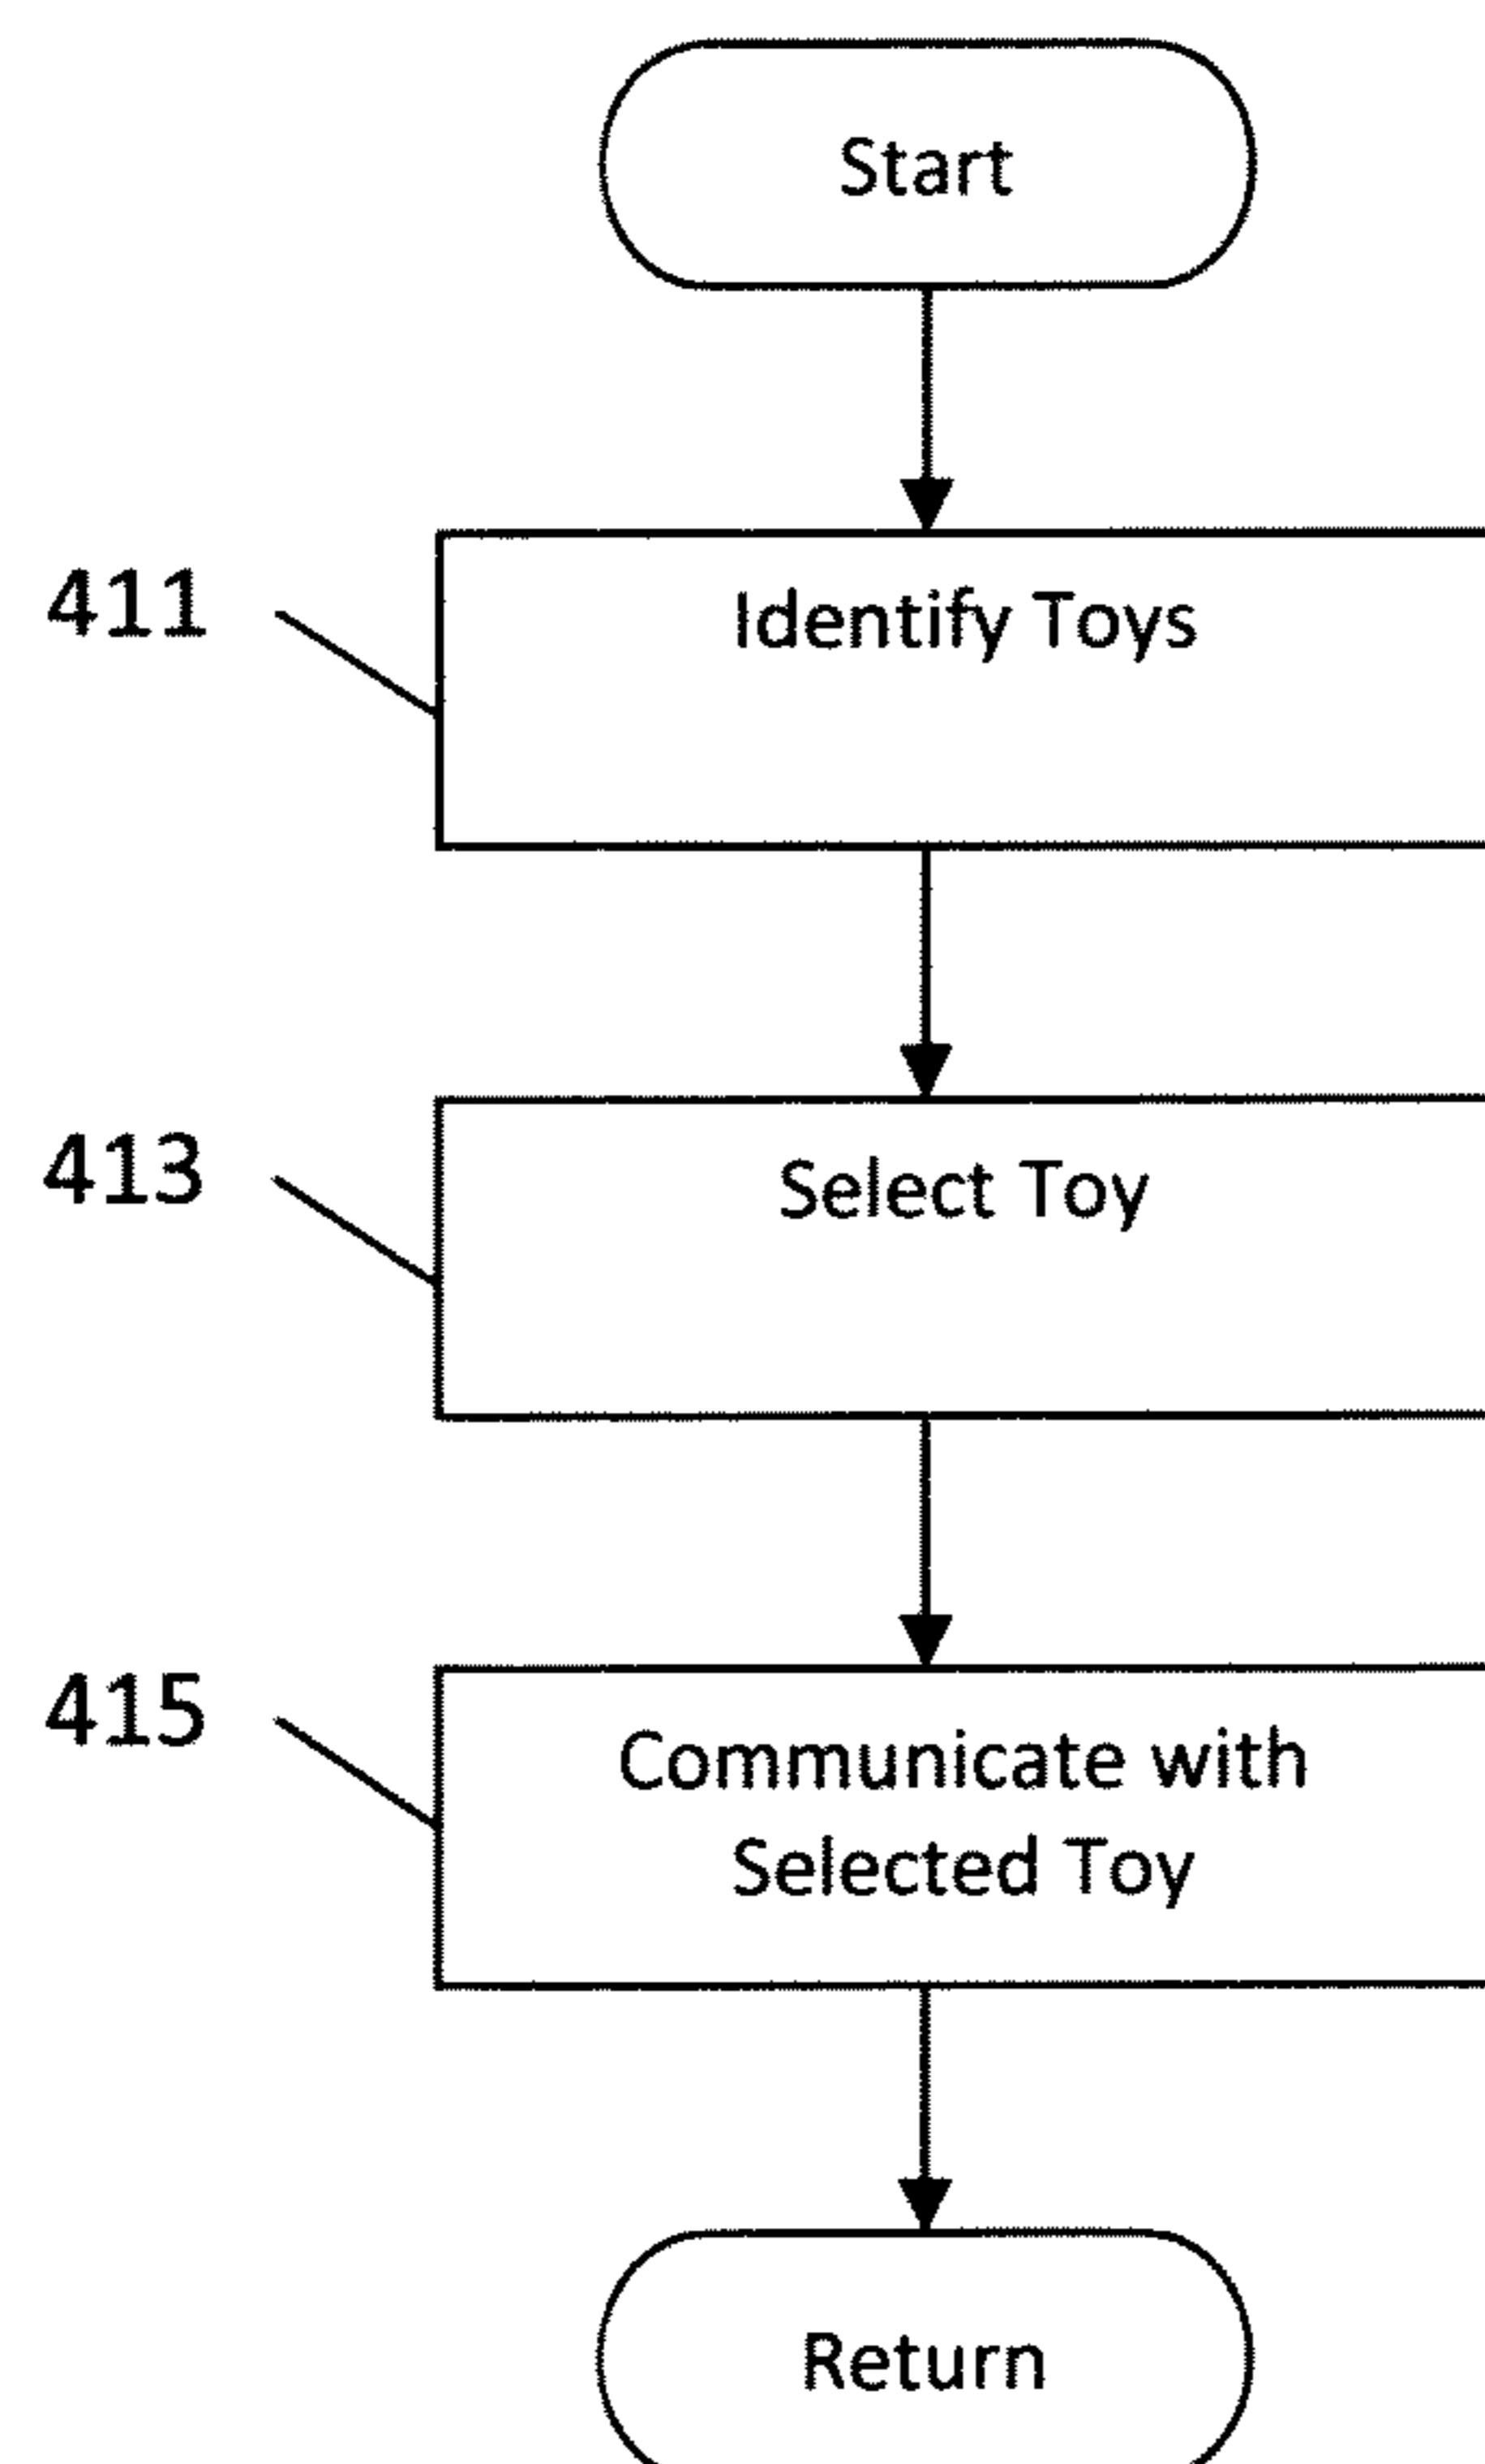 Start
411
Identify Toys
413
Select Toy
415
Communicate with
Selected Toy
Return